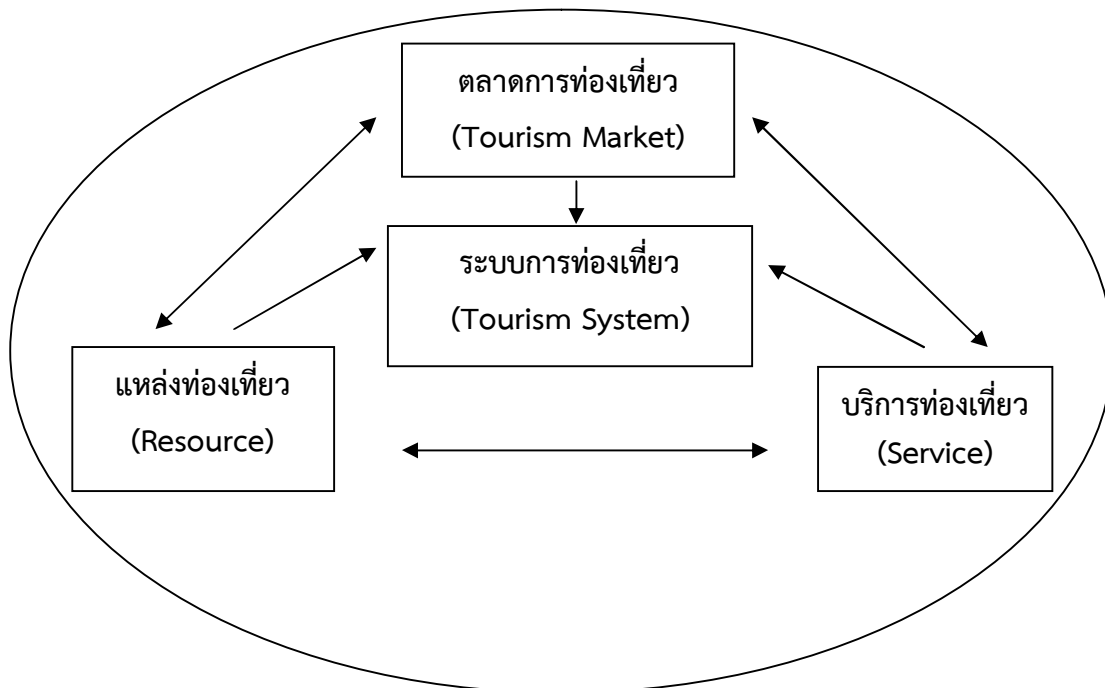 ตลาดการท่องเที่ยว
(Tourism Market)
ระบบการท่องเที่ยว
(Tourism System)
แหล่งท่องเที่ยว
(Resource)
บริการท่องเที่ยว
(Service)